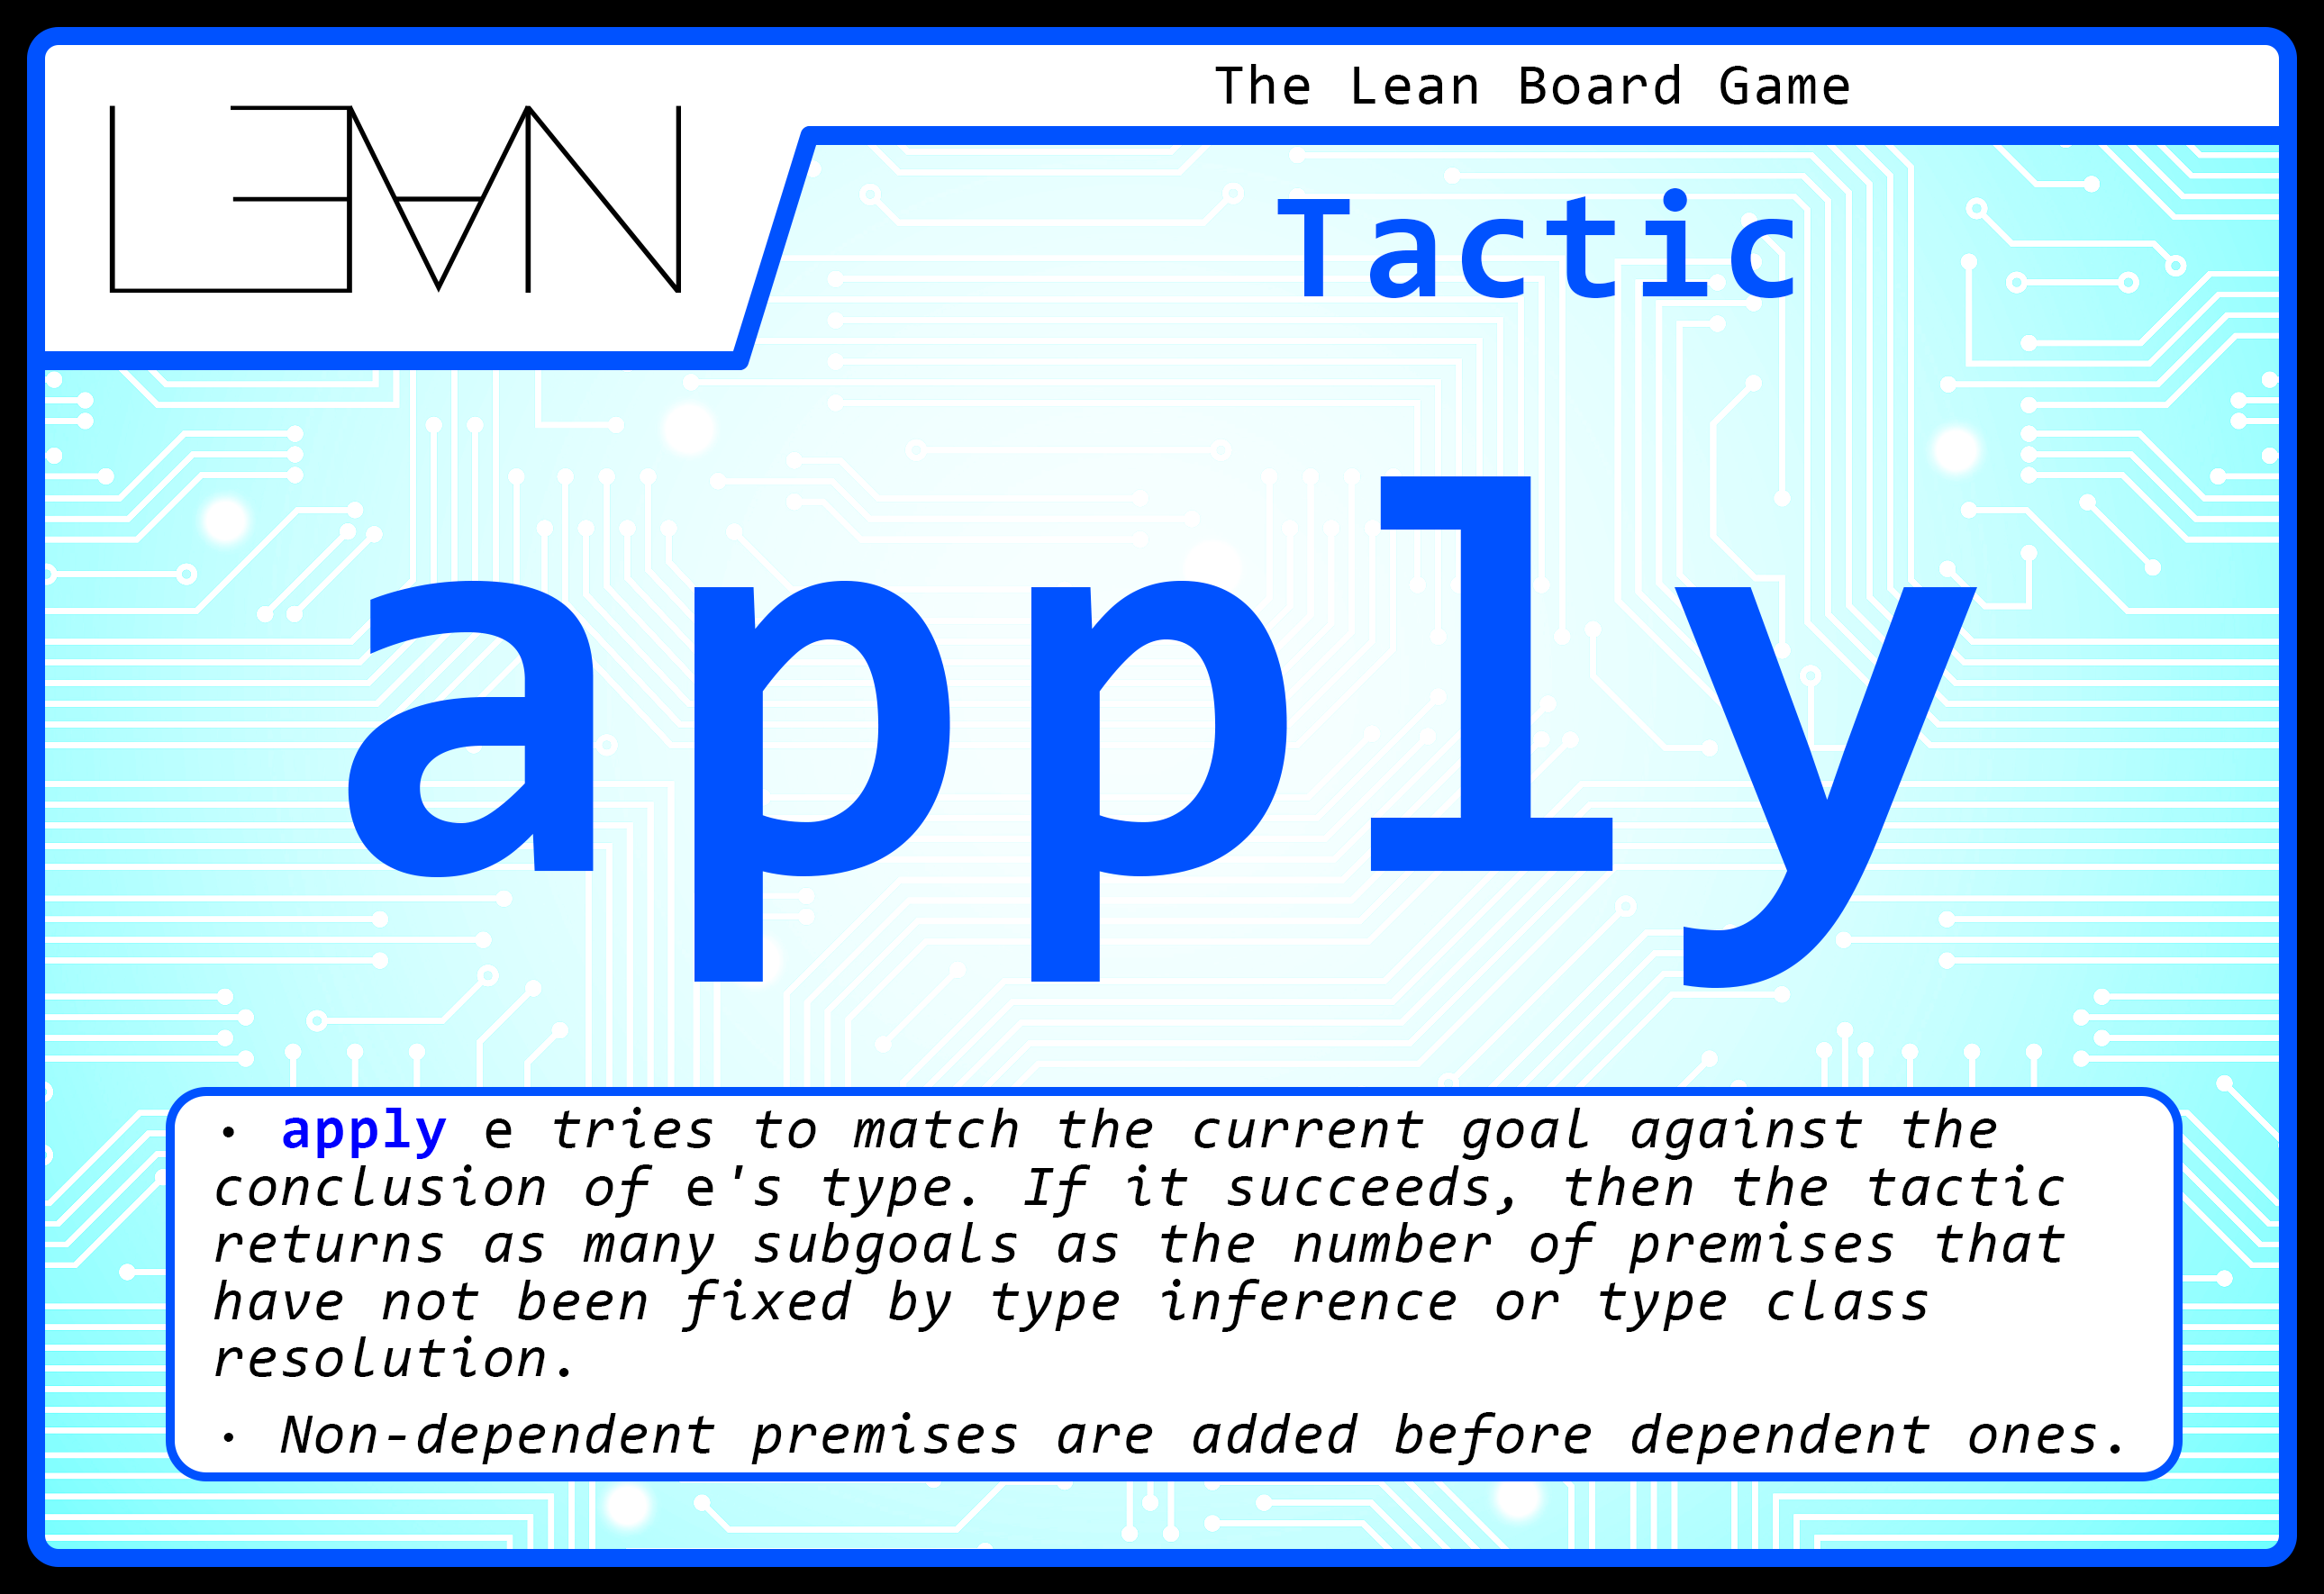 The Lean Board Game
LEAN
Tactic
apply
· apply e tries to match the current goal against the
conclusion of e's type. If it succeeds, then the tactic
returns as many subgoals as the number of premises that
have not been fixed by type inference or type class
resolution.
· Non-dependent premises are added before dependent ones.